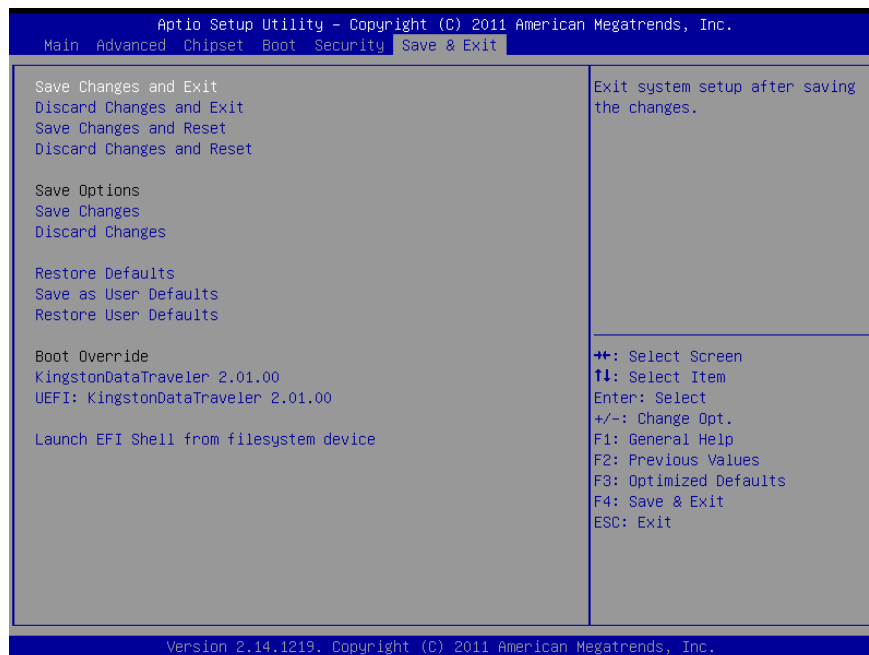 Aptio Setup Utility – Copyright (C) 2011 American Megatrends, Inc.
Main Advanced Chipset Boot Security Save & Exit
Save Changes and Exit
Discard Changes and Exit
Save Changes and Reset
Discard Changes and Reset
Save Options
Save Changes
Discard Changes
Restore Defaults
Save as User Defaults
Restore User Defaults
Boot Override
KingstonDataTraveler 2.01.00
UEFI: KingstonDataTraveler 2.01.00
Launch EFI Shell from filesystem device
Exit system setup after saving
the changes.
→←: Select Screen
↑↓: Select Item
Enter: Select
+/-: Change Opt.
F1: General Help
F2: Previous Values
F3: Optimized Defaults
F4: Save & Exit
ESC: Exit
Version 2.14.1219. Copyright (C) 2011 American Megatrends, Inc.